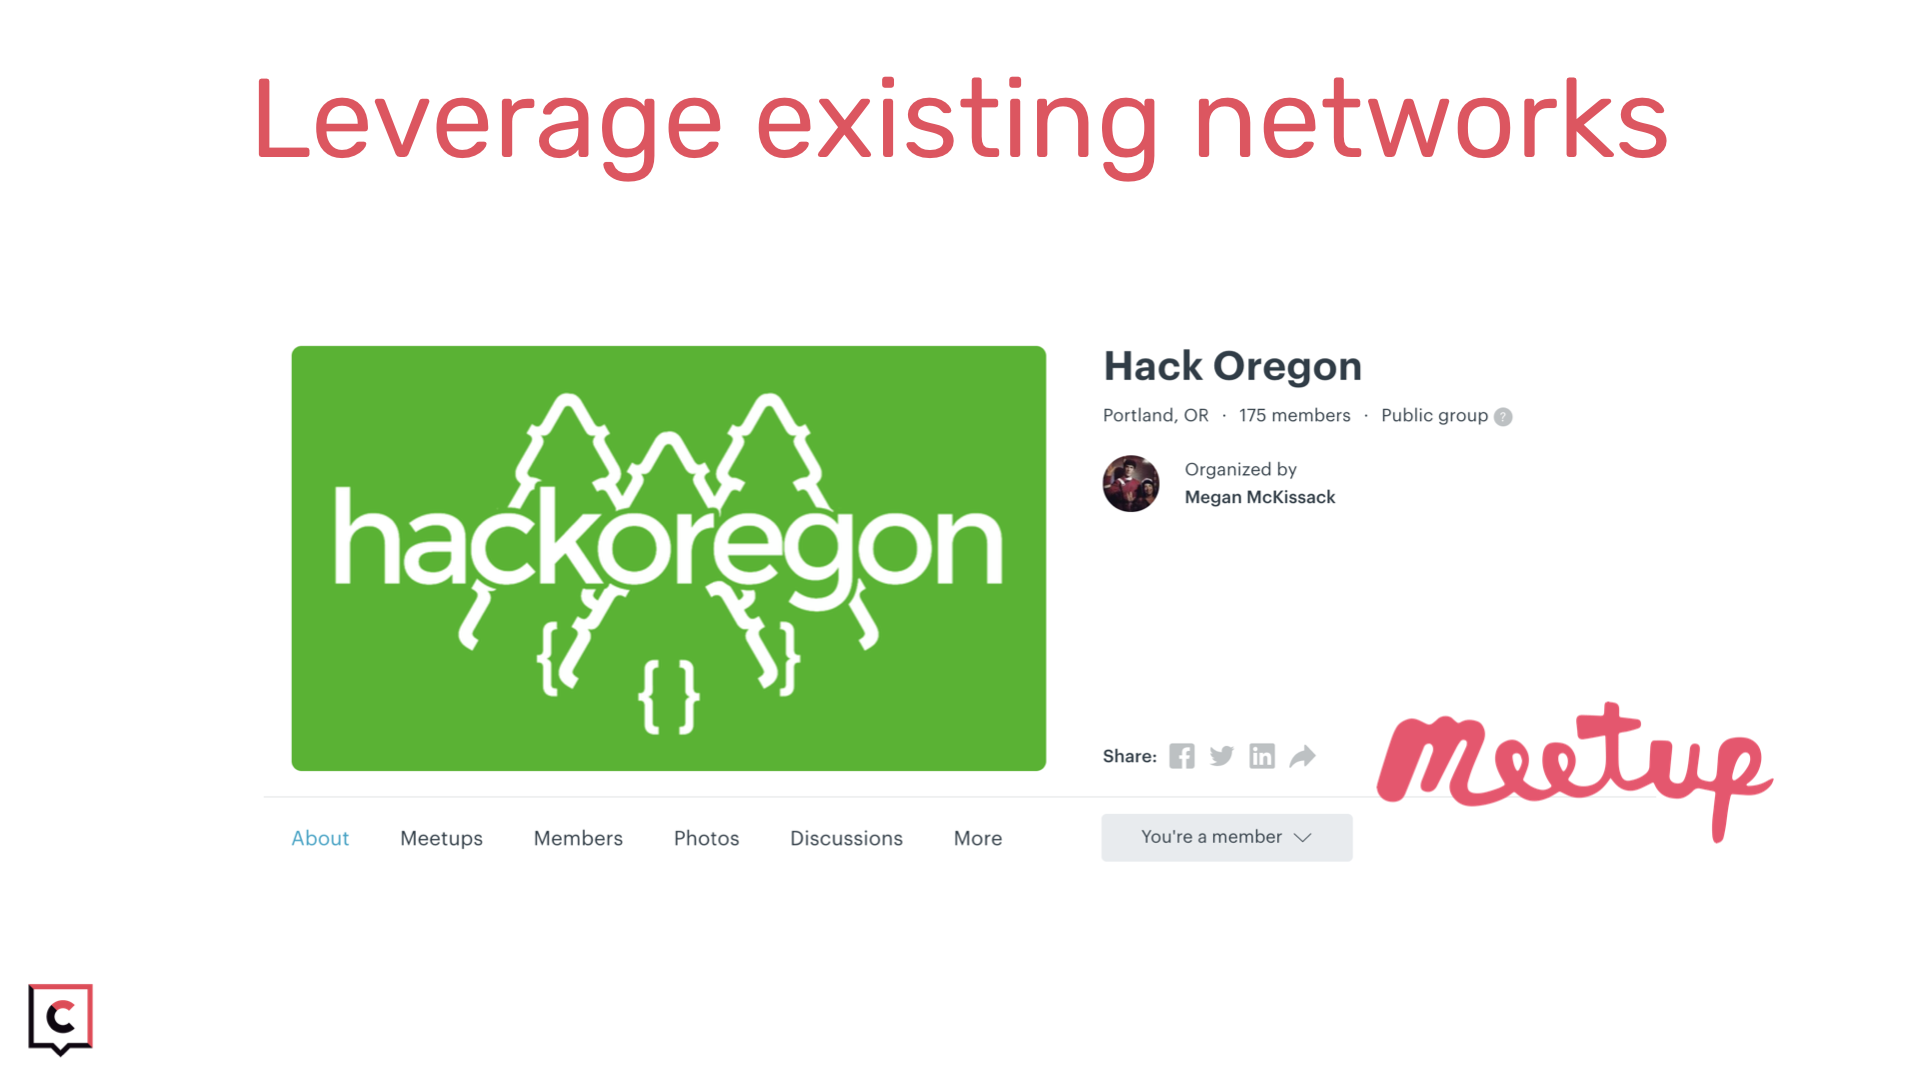 Leverage existing networks
hackoregon
{ }
{ }
Hack Oregon
Portland, OR · 175 members · Public group ?
Organized by
Megan McKissack
Share:
meetup
About Meetups Members Photos Discussions More
You're a member
C